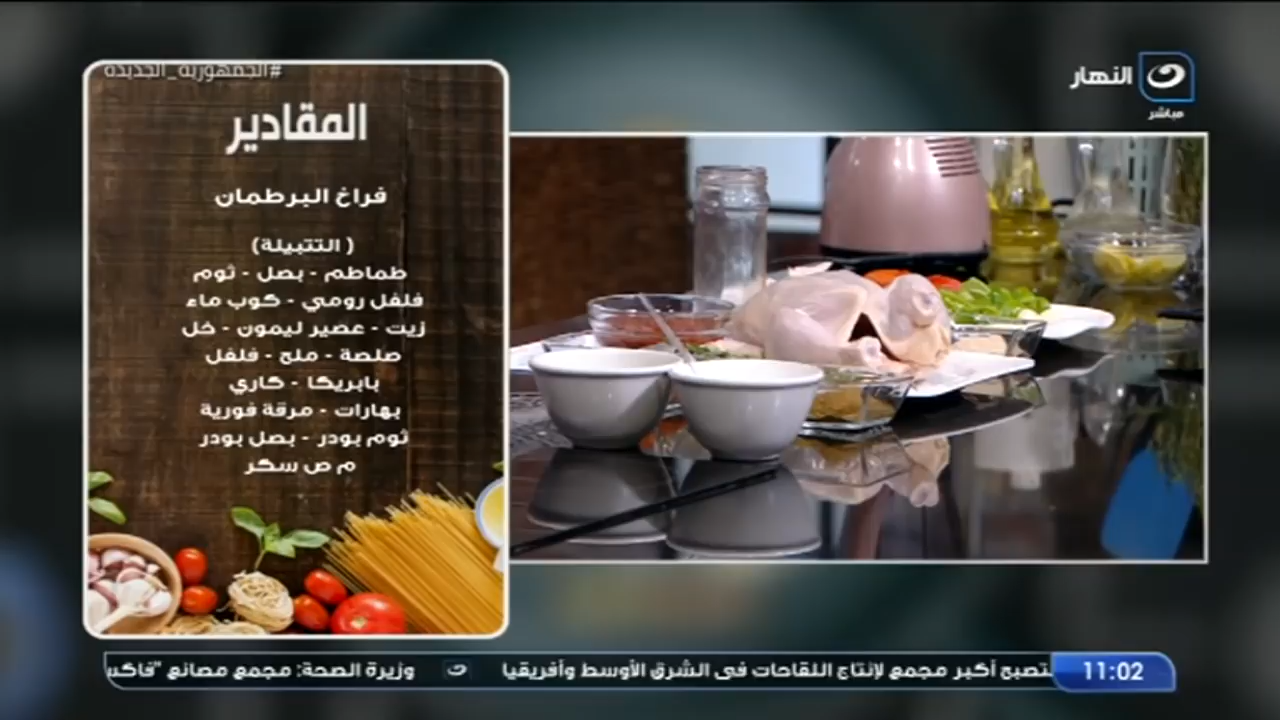 #الجمهورية_الجديدة
النهار
مباشر
المقادير
فراخ البرطمان
( التتبيلة)
طماطم - بصل - ثوم
فلفل رومي - كوب ماء
زيت - عصير ليمون - خل
صلصة - ملح - فلفل
بابريكا - كاري
بهارات - مرقة فورية
ثوم بودر - بصل بودر
م ص سكر
11:02
لتصبح أكبر مجمع لإنتاج اللقاحات فى الشرق الأوسط وأفريقيا
وزيرة الصحة: مجمع مصانع "فاكس